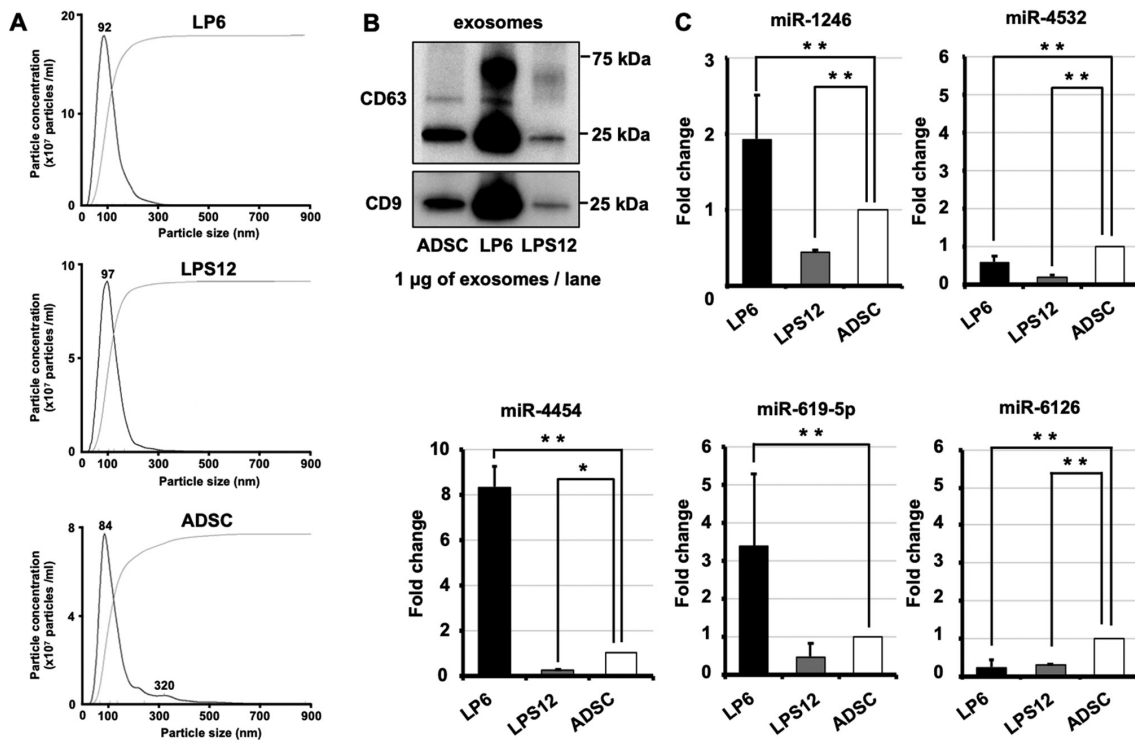 A
LP6
92
Particle concentration
(x10⁷ particles /ml)
20
10
0
0 100 300 500 700 900
Particle size (nm)
LPS12
97
Particle concentration
(x10⁷ particles /ml)
10
5
0
0 100 300 500 700 900
Particle size (nm)
ADSC
84
320
Particle concentration
(x10⁷ particles /ml)
8
4
0
0 100 300 500 700 900
Particle size (nm)
B
exosomes
75 kDa
CD63
25 kDa
CD9
25 kDa
ADSC LP6 LPS12
1 µg of exosomes / lane
C
miR-1246
Fold change
3
2
1
0
**
**
LP6
LPS12
ADSC
miR-4532
Fold change
6
5
4
3
2
1
0
**
**
LP6
LPS12
ADSC
miR-4454
Fold change
10
8
6
4
2
0
**
*
LP6
LPS12
ADSC
miR-619-5p
Fold change
6
5
4
3
2
1
0
**
LP6
LPS12
ADSC
miR-6126
Fold change
6
5
4
3
2
1
0
**
**
LP6
LPS12
ADSC